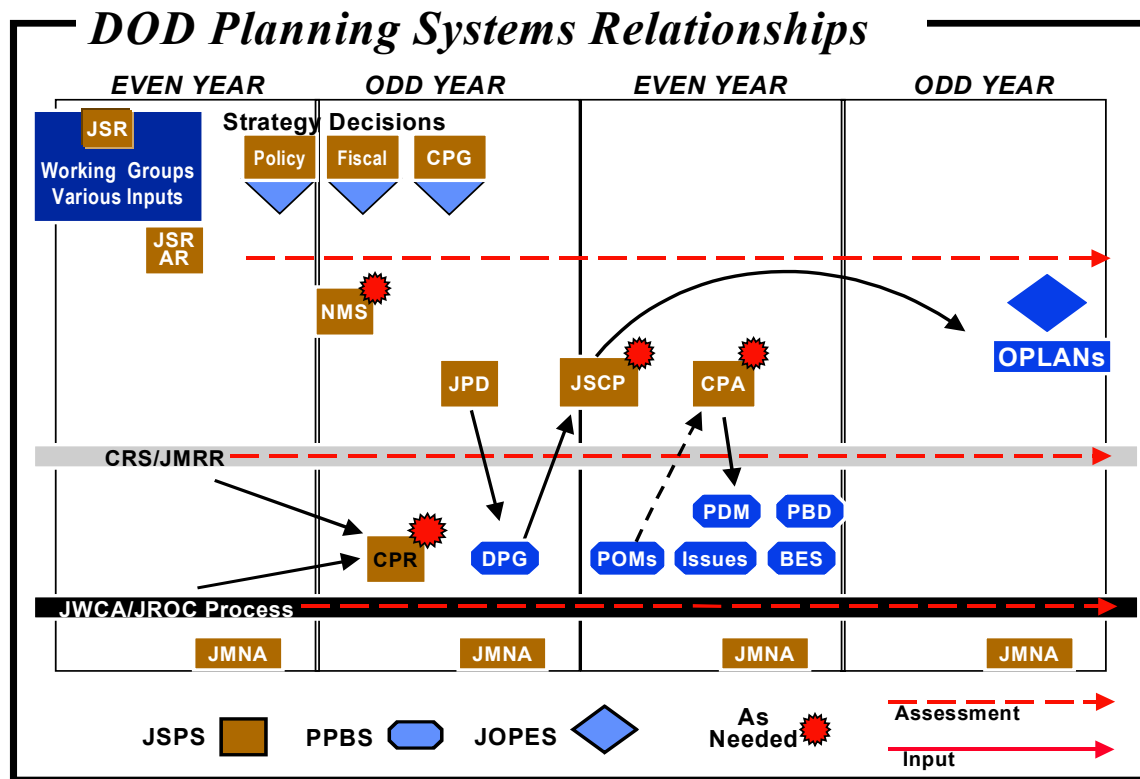 DOD Planning Systems Relationships
EVEN YEAR
ODD YEAR
EVEN YEAR
ODD YEAR
JSR
Working Groups
Various Inputs
Strategy Decisions
Policy
Fiscal
CPG
JSR
AR
NMS
JPD
JSCP
CPA
OPLANs
CRS/JMRR
PDM
PBD
CPR
DPG
POMs
Issues
BES
JWCA/JROC Process
JMNA
JMNA
JMNA
JMNA
JSPS
PPBS
JOPES
As
Needed
Assessment
Input